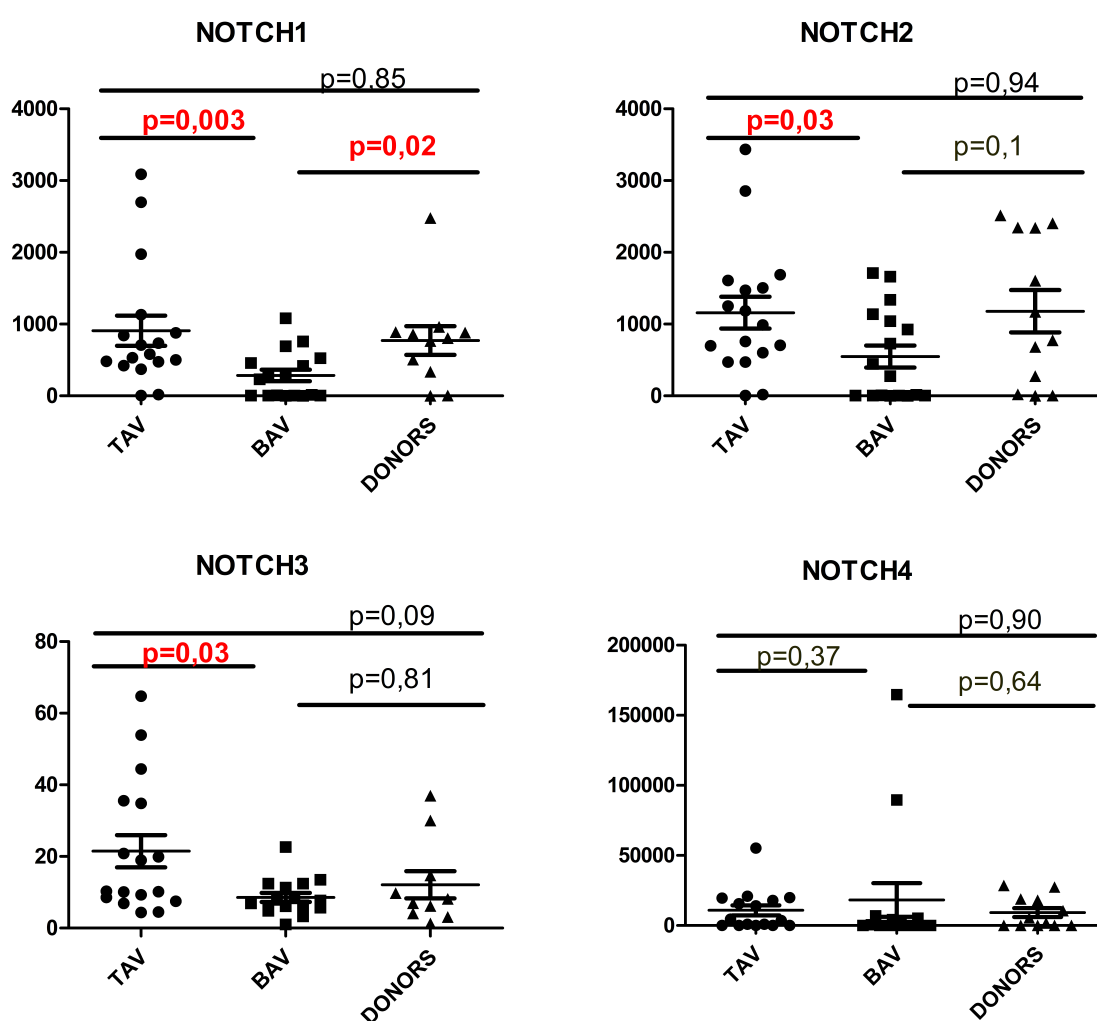 NOTCH1
p=0.85
p=0,003
p=0,02
4000
3000
2000
1000
0
TAV
BAV
DONORS
NOTCH2
p=0,94
p=0,03
p=0,1
4000
3000
2000
1000
0
TAV
BAV
DONORS
NOTCH3
p=0,09
p=0,03
p=0,81
80
60
40
20
0
TAV
BAV
DONORS
NOTCH4
p=0,90
p=0,37
p=0,64
200000
150000
100000
50000
0
TAV
BAV
DONORS